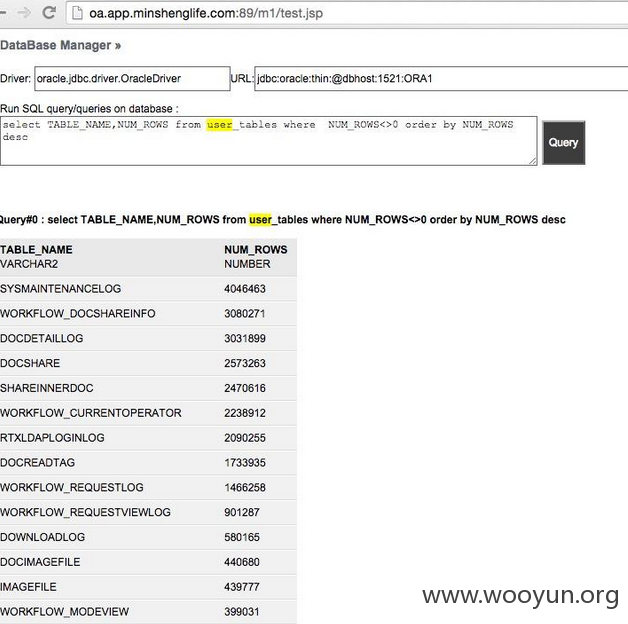 oa.app.minshenglife.com:89/m1/test.jsp
DataBase Manager »
Driver: oracle.jdbc.driver.OracleDriver URL: jdbc:oracle:thin:@dbhost:1521:ORA1
Run SQL query/queries on database :
select TABLE_NAME,NUM_ROWS from user_tables where  NUM_ROWS<>0 order by NUM_ROWS
desc
Query
Query#0 : select TABLE_NAME,NUM_ROWS from user_tables where NUM_ROWS<>0 order by NUM_ROWS desc
TABLE_NAME NUM_ROWS
VARCHAR2 NUMBER
SYSMAINTENANCELOG 4046463
WORKFLOW_DOCSHAREINFO 3080271
DOCDETAILLOG 3031899
DOCSHARE 2573263
SHAREINNERDOC 2470616
WORKFLOW_CURRENTOPERATOR 2238912
RTXLDAPLOGINLOG 2090255
DOCREADTAG 1733935
WORKFLOW_REQUESTLOG 1466258
WORKFLOW_REQUESTVIEWLOG 901287
DOWNLOADLOG 580165
DOCIMAGEFILE 440680
IMAGEFILE 439777
WORKFLOW_MODEVIEW 399031
www.wooyun.org